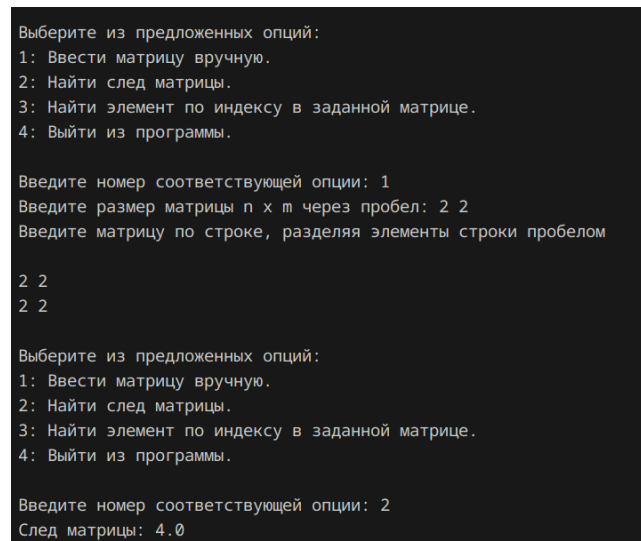 Выберите из предложенных опций:
1: Ввести матрицу вручную.
2: Найти след матрицы.
3: Найти элемент по индексу в заданной матрице.
4: Выйти из программы.
Введите номер соответствующей опции: 1
Введите размер матрицы n x m через пробел: 2 2
Введите матрицу по строке, разделяя элементы строки пробелом
2 2
2 2
Выберите из предложенных опций:
1: Ввести матрицу вручную.
2: Найти след матрицы.
3: Найти элемент по индексу в заданной матрице.
4: Выйти из программы.
Введите номер соответствующей опции: 2
След матрицы: 4.0